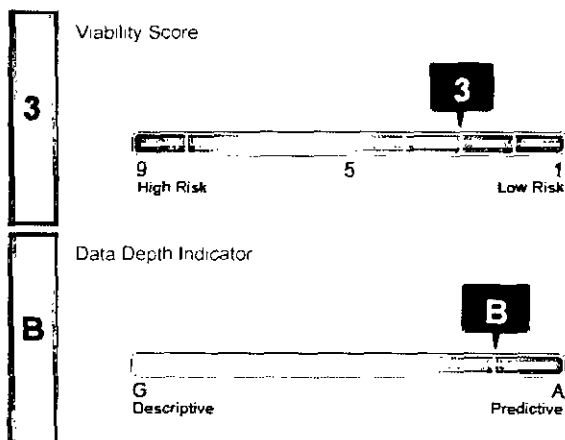 Viability Score
3
3
9 5 1
High Risk Low Risk
Data Depth Indicator
B
B
G A
Descriptive Predictive